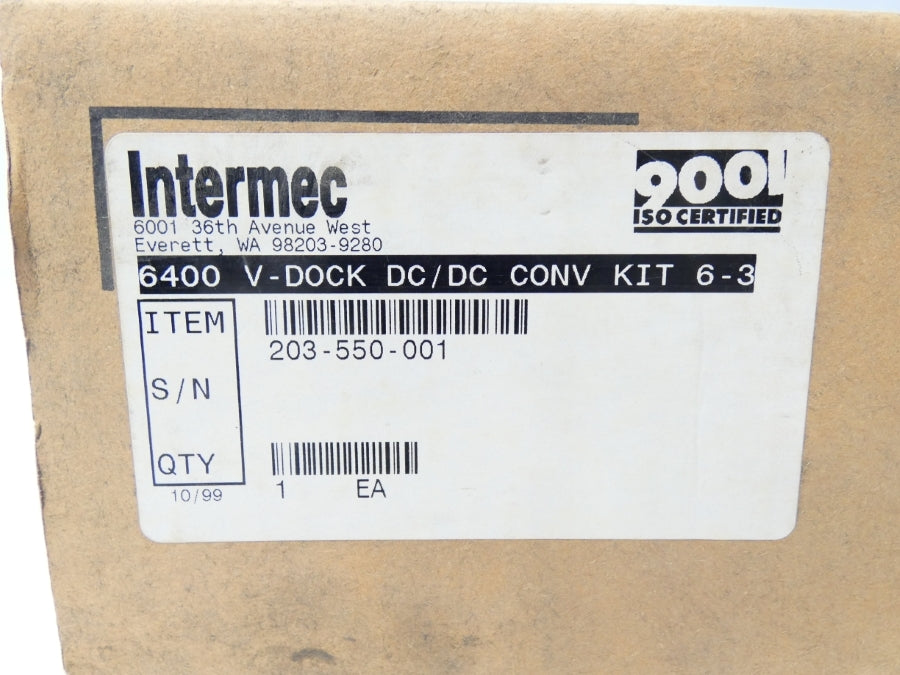 Intermec
6001 36th Avenue West
Everett, WA 98203-9280
9001
ISO CERTIFIED
6400 V-DOCK DC/DC CONV KIT 6-3
ITEM
203-550-001
S/N
QTY
1 EA
10/99